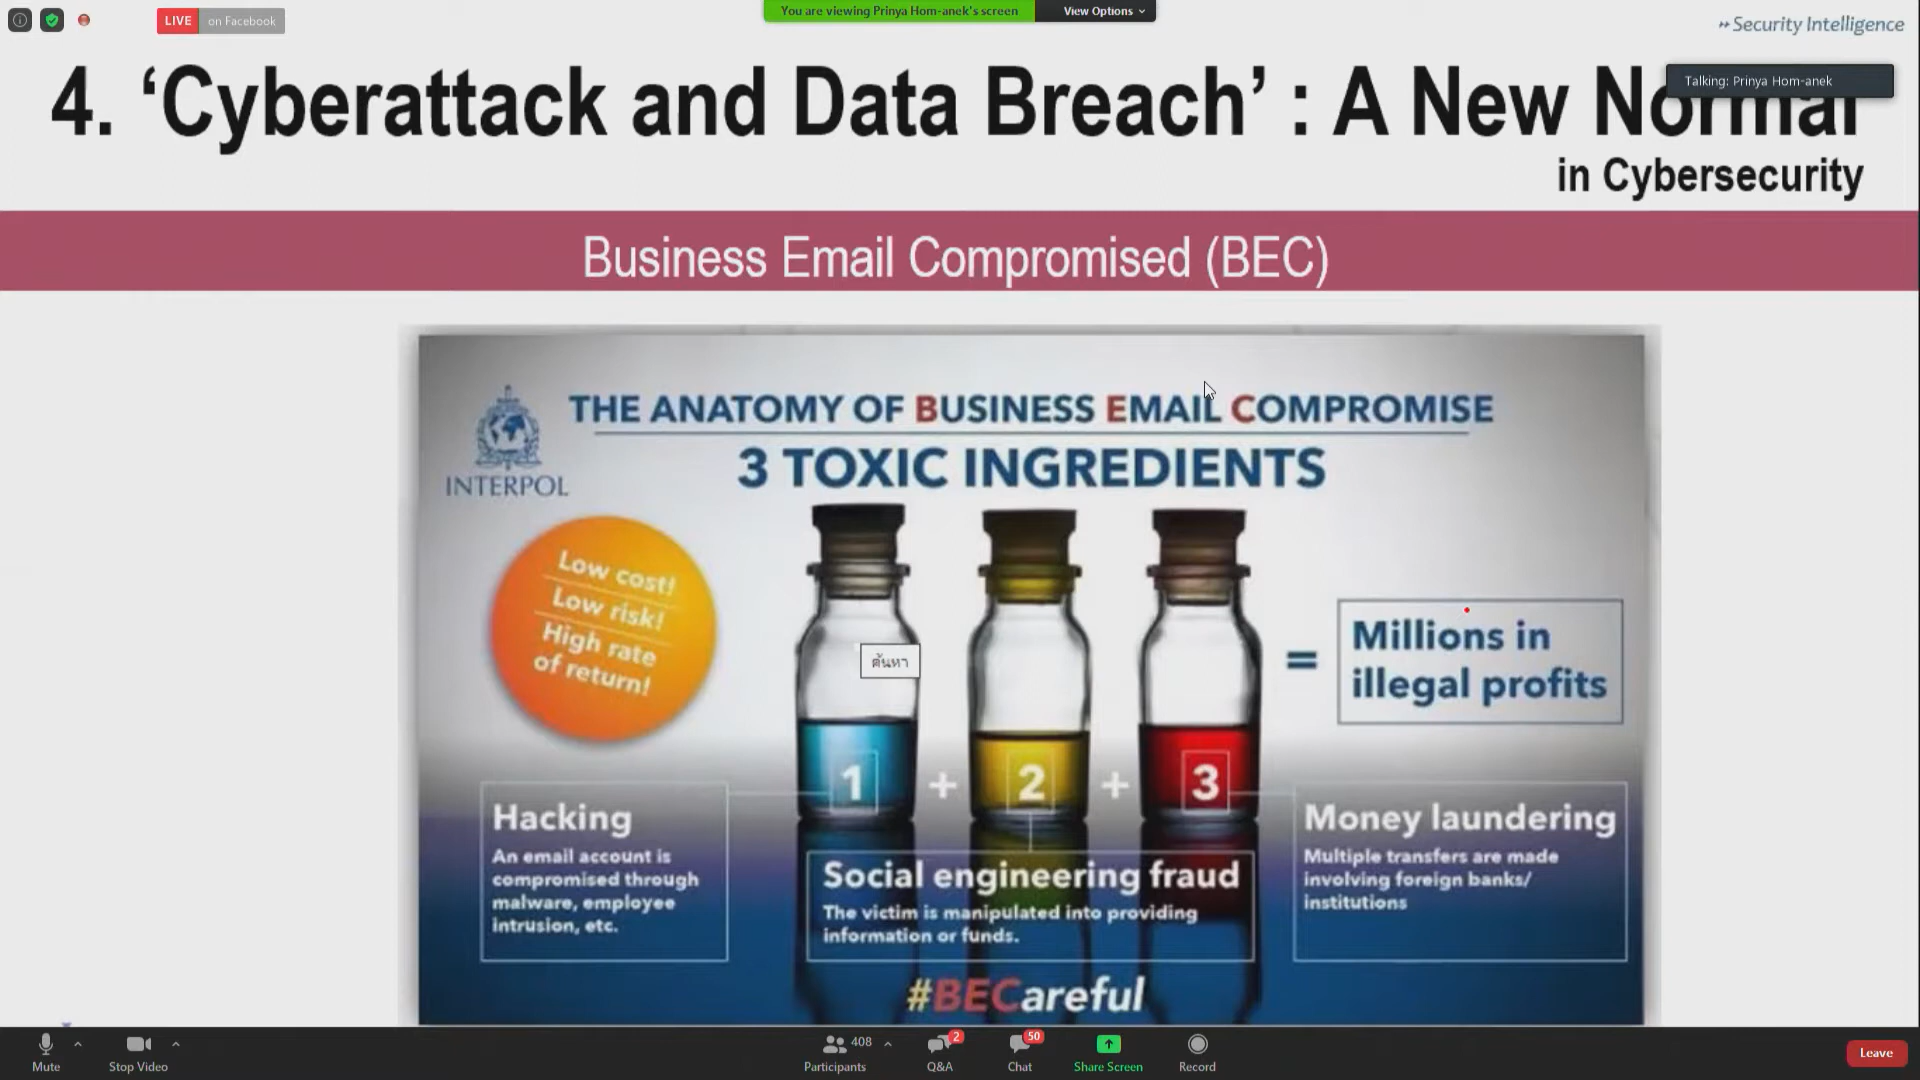 LIVE on Facebook
You are viewing Prinya Hom-anek's screen
View Options
Security Intelligence
Talking: Prinya Hom-anek
4. ‘Cyberattack and Data Breach’ : A New Normal
in Cybersecurity
Business Email Compromised (BEC)
INTERPOL
THE ANATOMY OF BUSINESS EMAIL COMPROMISE
3 TOXIC INGREDIENTS
Low cost!
Low risk!
High rate
of return!
ค้นหา
1 + 2 + 3
=
Millions in
illegal profits
Hacking
An email account is
compromised through
malware, employee
intrusion, etc.
Social engineering fraud
The victim is manipulated into providing
information or funds.
Money laundering
Multiple transfers are made
involving foreign banks/
institutions
#BECareful
Mute
Stop Video
408
Participants
2
Q&A
50
Chat
Share Screen
Record
Leave